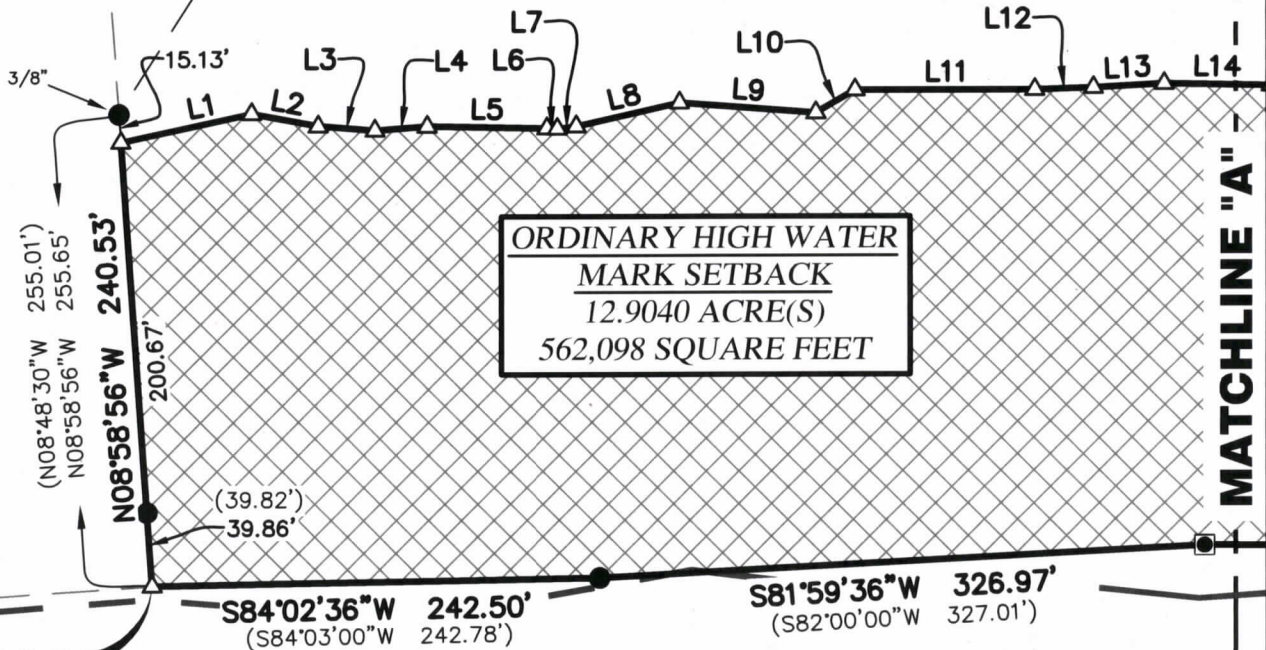 L7
L12
L10
15.13'
L3
L4
L6
L13
L14
3/8"
L1
L2
L5
L8
L9
L11
ORDINARY HIGH WATER
MARK SETBACK
12.9040 ACRE(S)
562,098 SQUARE FEET
MATCHLINE "A"
(N08°48'30"W 255.01')
N08°58'56"W 255.65'
N08°58'56"W 240.53'
200.67'
(39.82')
39.86'
S84°02'36"W 242.50'
(S84°03'00"W 242.78')
S81°59'36"W 326.97'
(S82°00'00"W 327.01')